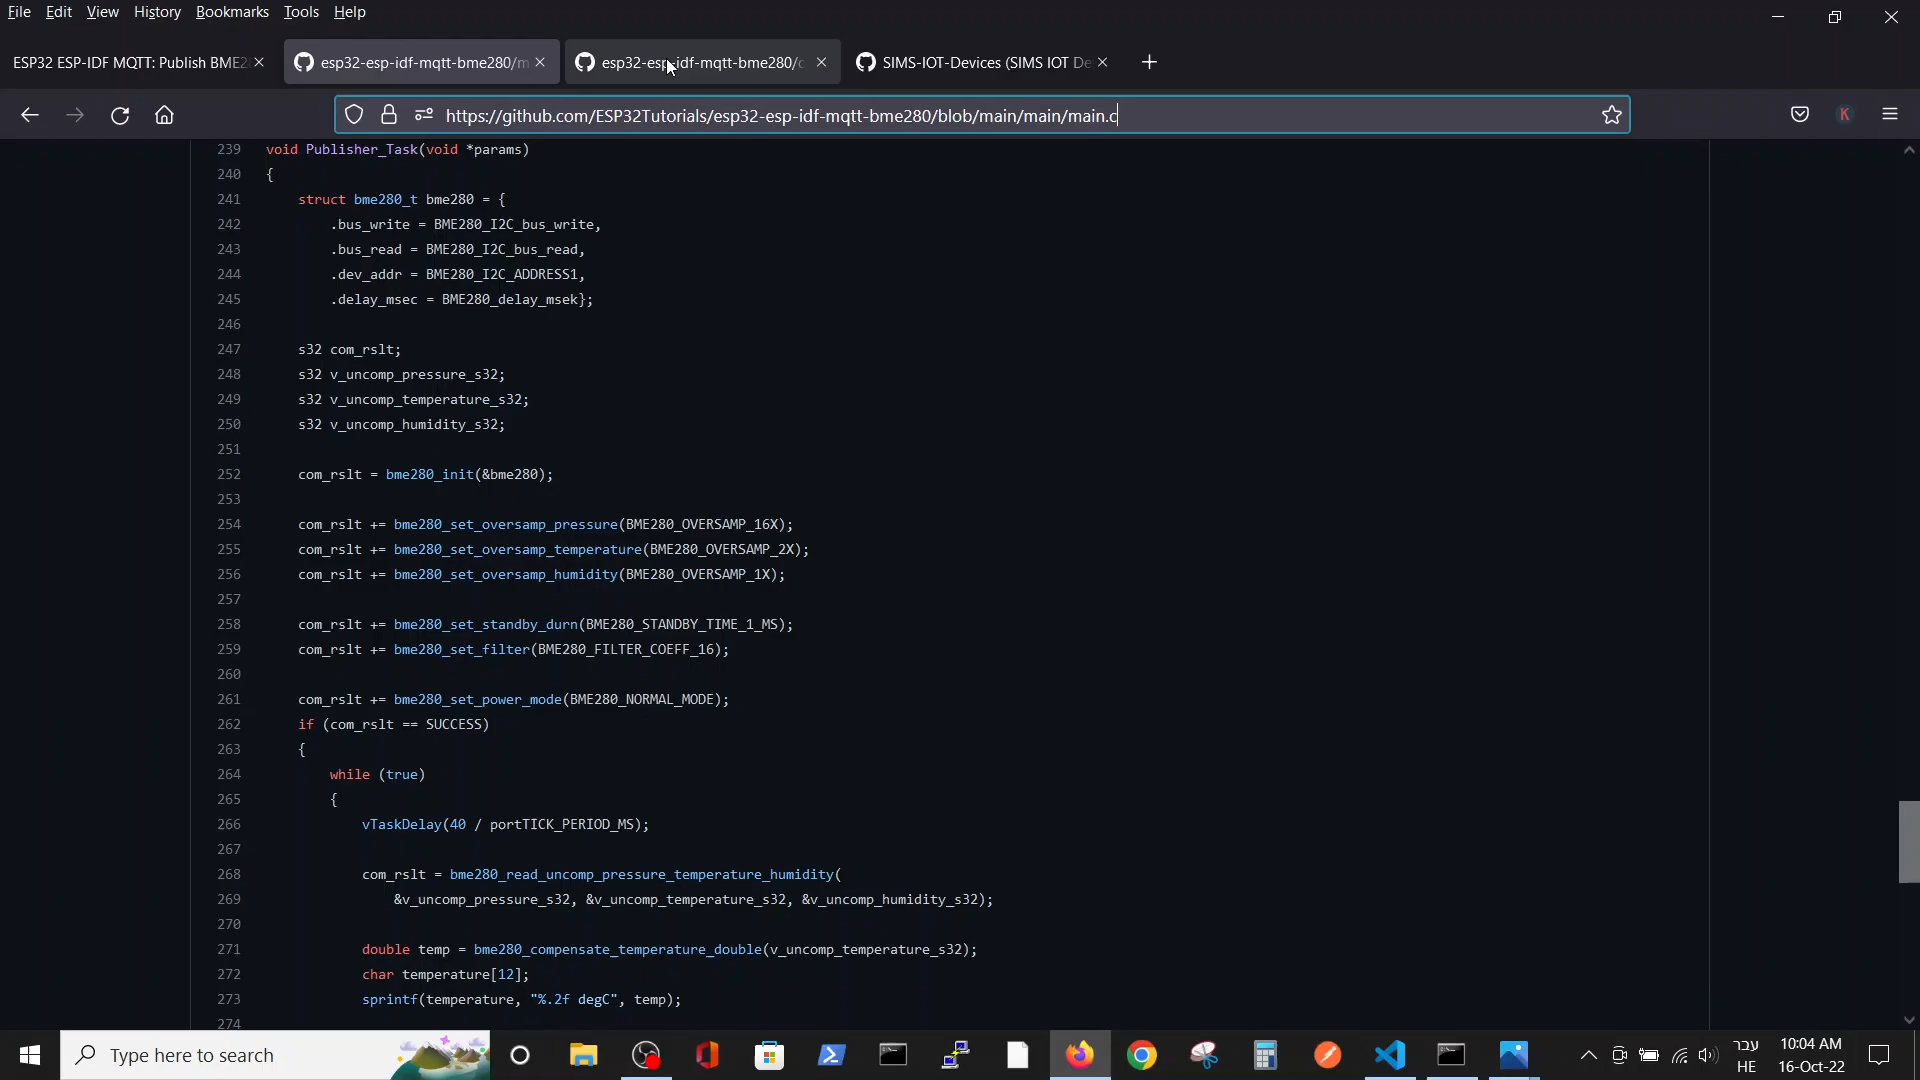 File Edit View History Bookmarks Tools Help
ESP32 ESP-IDF MQTT: Publish BME2
esp32-esp-idf-mqtt-bme280/m
esp32-esp-idf-mqtt-bme280/c
SIMS-IOT-Devices (SIMS IOT De
https://github.com/ESP32Tutorials/esp32-esp-idf-mqtt-bme280/blob/main/main/main.c
K
239 void Publisher_Task(void *params)
240 {
241 struct bme280_t bme280 = {
242 .bus_write = BME280_I2C_bus_write,
243 .bus_read = BME280_I2C_bus_read,
244 .dev_addr = BME280_I2C_ADDRESS1,
245 .delay_msec = BME280_delay_msek};
246
247 s32 com_rslt;
248 s32 v_uncomp_pressure_s32;
249 s32 v_uncomp_temperature_s32;
250 s32 v_uncomp_humidity_s32;
251
252 com_rslt = bme280_init(&bme280);
253
254 com_rslt += bme280_set_oversamp_pressure(BME280_OVERSAMP_16X);
255 com_rslt += bme280_set_oversamp_temperature(BME280_OVERSAMP_2X);
256 com_rslt += bme280_set_oversamp_humidity(BME280_OVERSAMP_1X);
257
258 com_rslt += bme280_set_standby_durn(BME280_STANDBY_TIME_1_MS);
259 com_rslt += bme280_set_filter(BME280_FILTER_COEFF_16);
260
261 com_rslt += bme280_set_power_mode(BME280_NORMAL_MODE);
262 if (com_rslt == SUCCESS)
263 {
264 while (true)
265 {
266 vTaskDelay(40 / portTICK_PERIOD_MS);
267
268 com_rslt = bme280_read_uncomp_pressure_temperature_humidity(
269 &v_uncomp_pressure_s32, &v_uncomp_temperature_s32, &v_uncomp_humidity_s32);
270
271 double temp = bme280_compensate_temperature_double(v_uncomp_temperature_s32);
272 char temperature[12];
273 sprintf(temperature, "%.2f degC", temp);
274
Type here to search
עבר
HE
10:04 AM
16-Oct-22